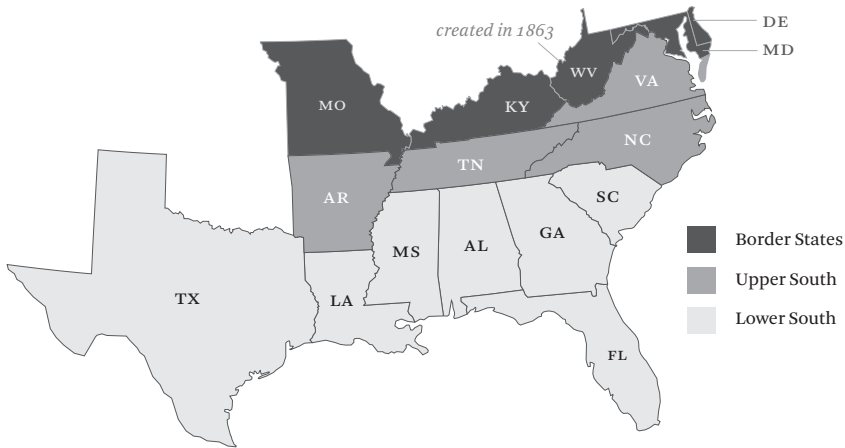 created in 1863
DE
MD
WV
VA
MO
KY
NC
TN
AR
SC
GA
MS
AL
TX
LA
FL
Border States
Upper South
Lower South